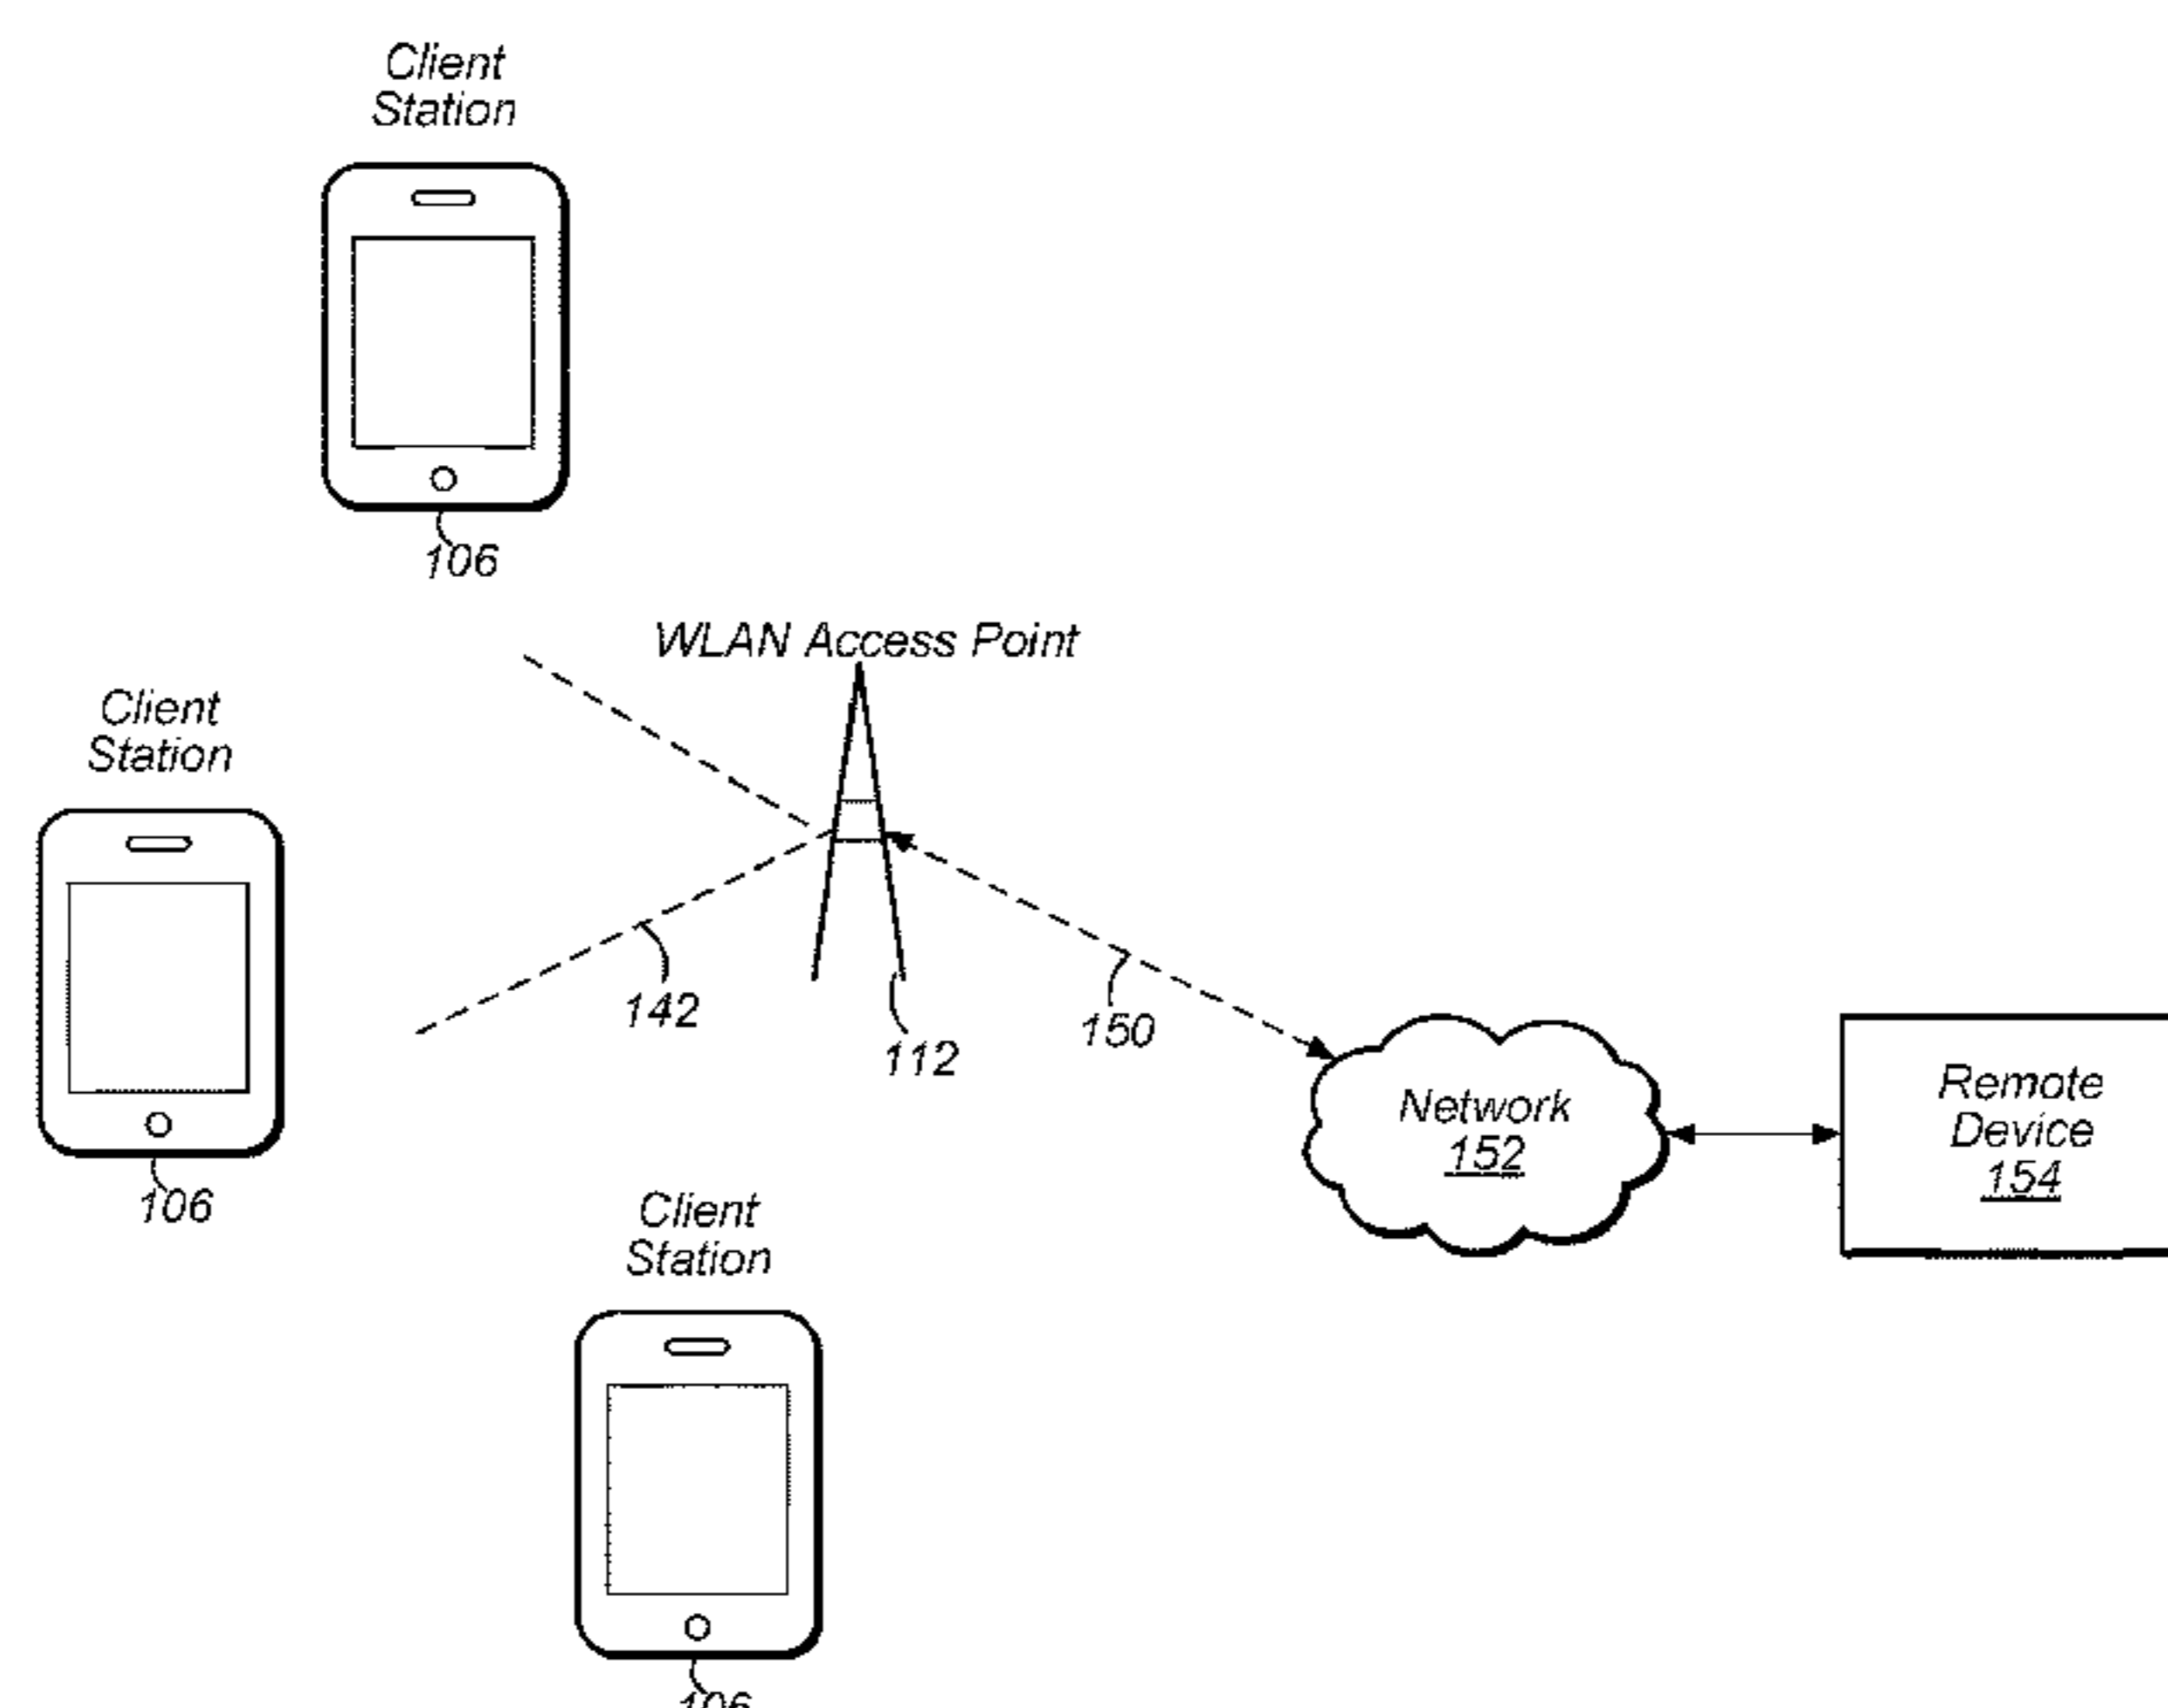 Client
Station
106
WLAN Access Point
Client
Station
142
150
112
Network
152
Remote
Device
154
106
Client
Station
106